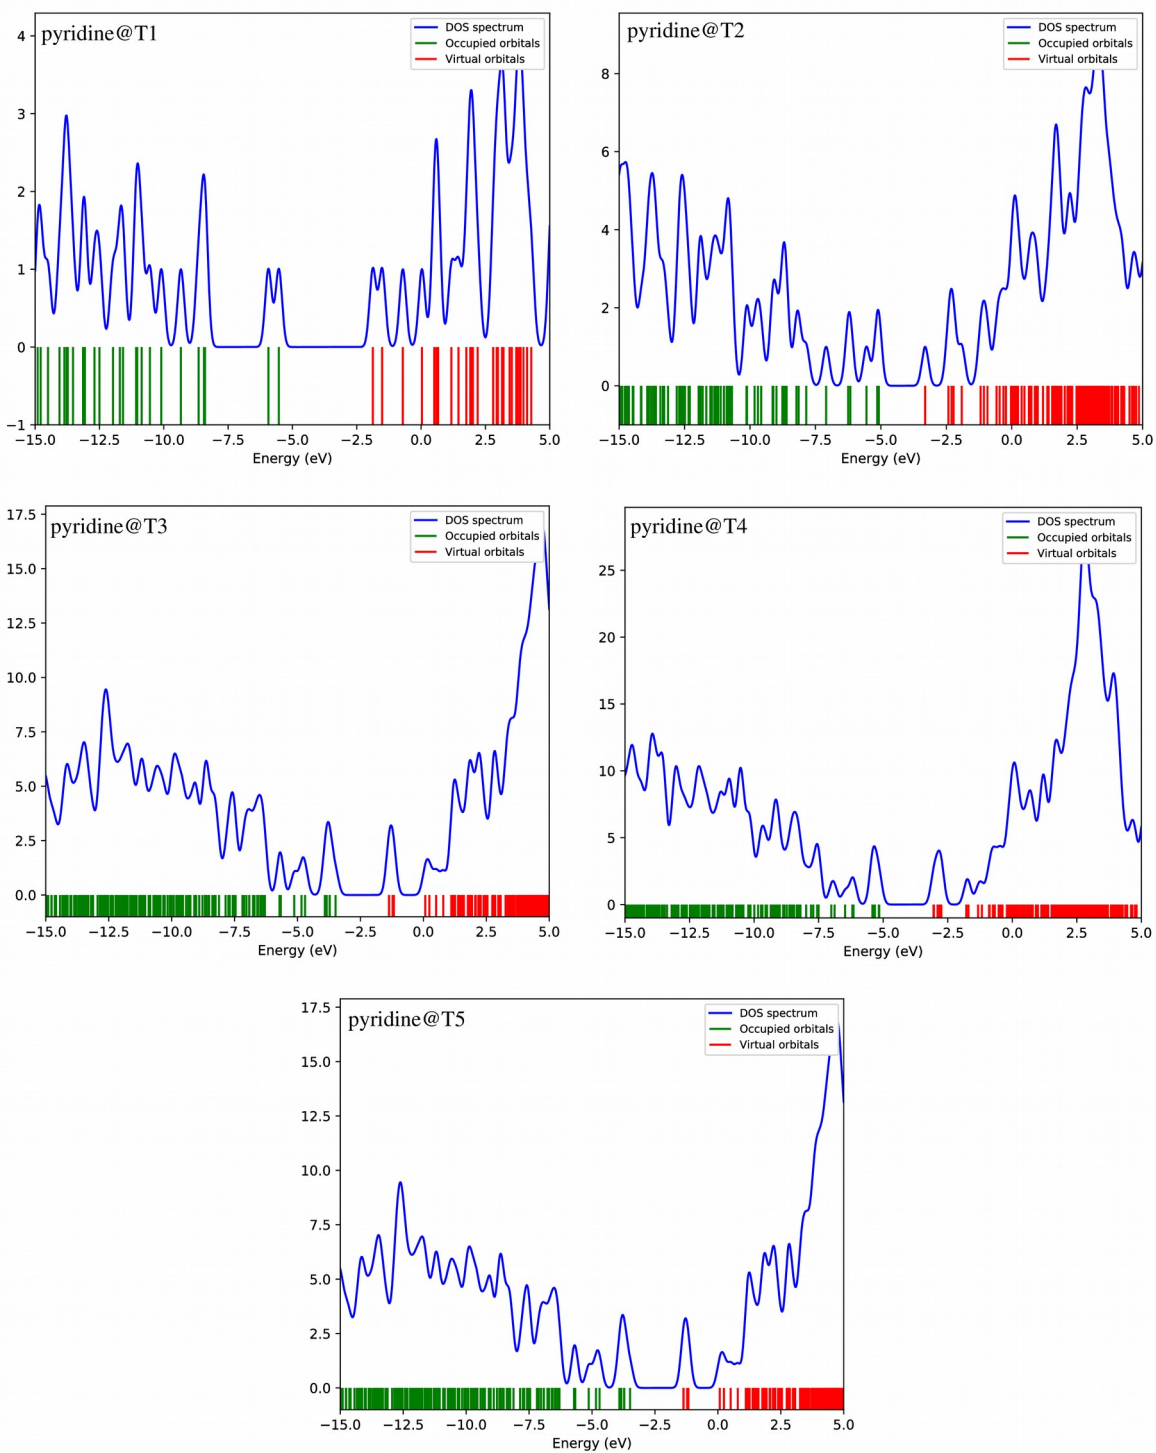 pyridine@T1
DOS spectrum
Occupied orbitals
Virtual orbitals
4
3
2
1
0
−1
−15.0 −12.5 −10.0 −7.5 −5.0 −2.5 0.0 2.5 5.0
Energy (eV)
pyridine@T2
DOS spectrum
Occupied orbitals
Virtual orbitals
8
6
4
2
0
−15.0 −12.5 −10.0 −7.5 −5.0 −2.5 0.0 2.5 5.0
Energy (eV)
pyridine@T3
DOS spectrum
Occupied orbitals
Virtual orbitals
17.5
15.0
12.5
10.0
7.5
5.0
2.5
0.0
−15.0 −12.5 −10.0 −7.5 −5.0 −2.5 0.0 2.5 5.0
Energy (eV)
pyridine@T4
DOS spectrum
Occupied orbitals
Virtual orbitals
25
20
15
10
5
0
−15.0 −12.5 −10.0 −7.5 −5.0 −2.5 0.0 2.5 5.0
Energy (eV)
pyridine@T5
DOS spectrum
Occupied orbitals
Virtual orbitals
17.5
15.0
12.5
10.0
7.5
5.0
2.5
0.0
−15.0 −12.5 −10.0 −7.5 −5.0 −2.5 0.0 2.5 5.0
Energy (eV)